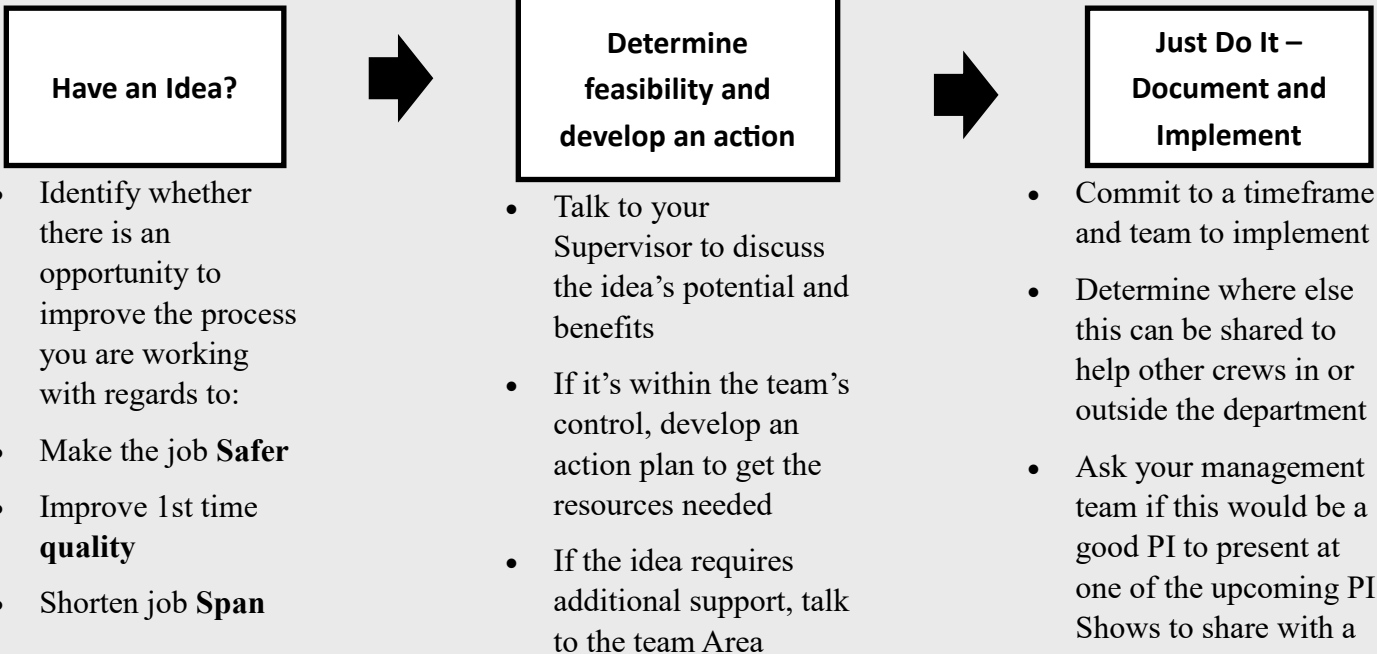 Have an Idea?
• Identify whether
there is an
opportunity to
improve the process
you are working
with regards to:
• Make the job Safer
• Improve 1st time
quality
• Shorten job Span
Determine
feasibility and
develop an action
• Talk to your
Supervisor to discuss
the idea’s potential and
benefits
• If it’s within the team’s
control, develop an
action plan to get the
resources needed
• If the idea requires
additional support, talk
to the team Area
Just Do It –
Document and
Implement
• Commit to a timeframe
and team to implement
• Determine where else
this can be shared to
help other crews in or
outside the department
• Ask your management
team if this would be a
good PI to present at
one of the upcoming PI
Shows to share with a